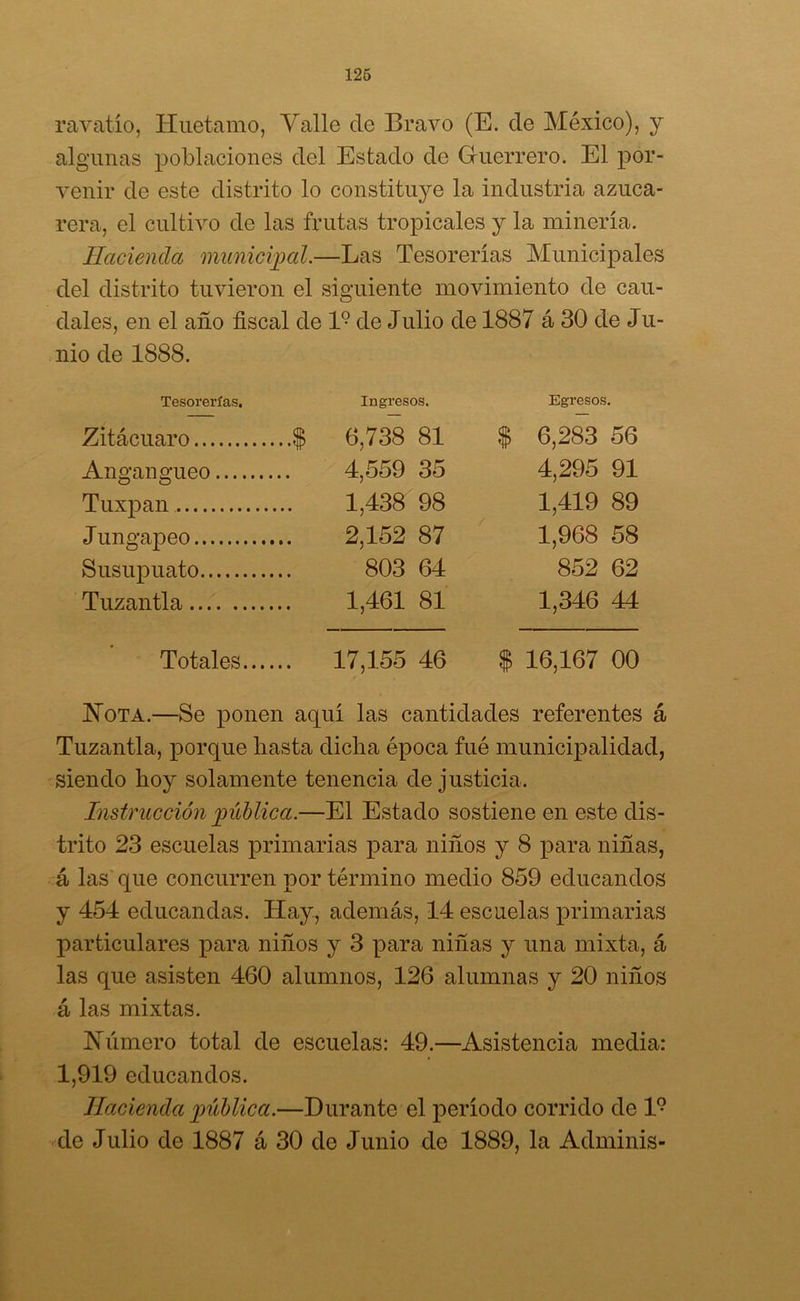 125
ravatío, Huetamo, Valle de Bravo (E. de México), y
algunas poblaciones del Estado de Guerrero. El por-
venir de este distrito lo constituye la industria azuca-
rera, el cultivo de las frutas tropicales y la minería.
Hacienda municipal.—Las Tesorerías Municipales
del distrito tuvieron el siguiente movimiento de cau-
dales, en el año fiscal de 1º de Julio de 1887 á 30 de Ju-
nio de 1888.
Tesorerías. Ingresos. Egresos.
Zitácuaro.............$ 6,738 81 $ 6,283 56
Angangueo.......... 4,559 35 4,295 91
Tuxpan............... 1,438 98 1,419 89
Jungapeo............. 2,152 87 1,968 58
Susupuato............ 803 64 852 62
Tuzantla.... ........ 1,461 81 1,346 44
Totales...... 17,155 46 $ 16,167 00
NOTA.—Se ponen aquí las cantidades referentes á
Tuzantla, porque hasta dicha época fué municipalidad,
siendo hoy solamente tenencia de justicia.
Instrucción pública.—El Estado sostiene en este dis-
trito 23 escuelas primarias para niños y 8 para niñas,
á las que concurren por término medio 859 educandos
y 454 educandas. Hay, además, 14 escuelas primarias
particulares para niños y 3 para niñas y una mixta, á
las que asisten 460 alumnos, 126 alumnas y 20 niños
á las mixtas.
Número total de escuelas: 49.—Asistencia media:
1,919 educandos.
Hacienda pública.—Durante el período corrido de 1º
de Julio de 1887 á 30 de Junio de 1889, la Adminis-